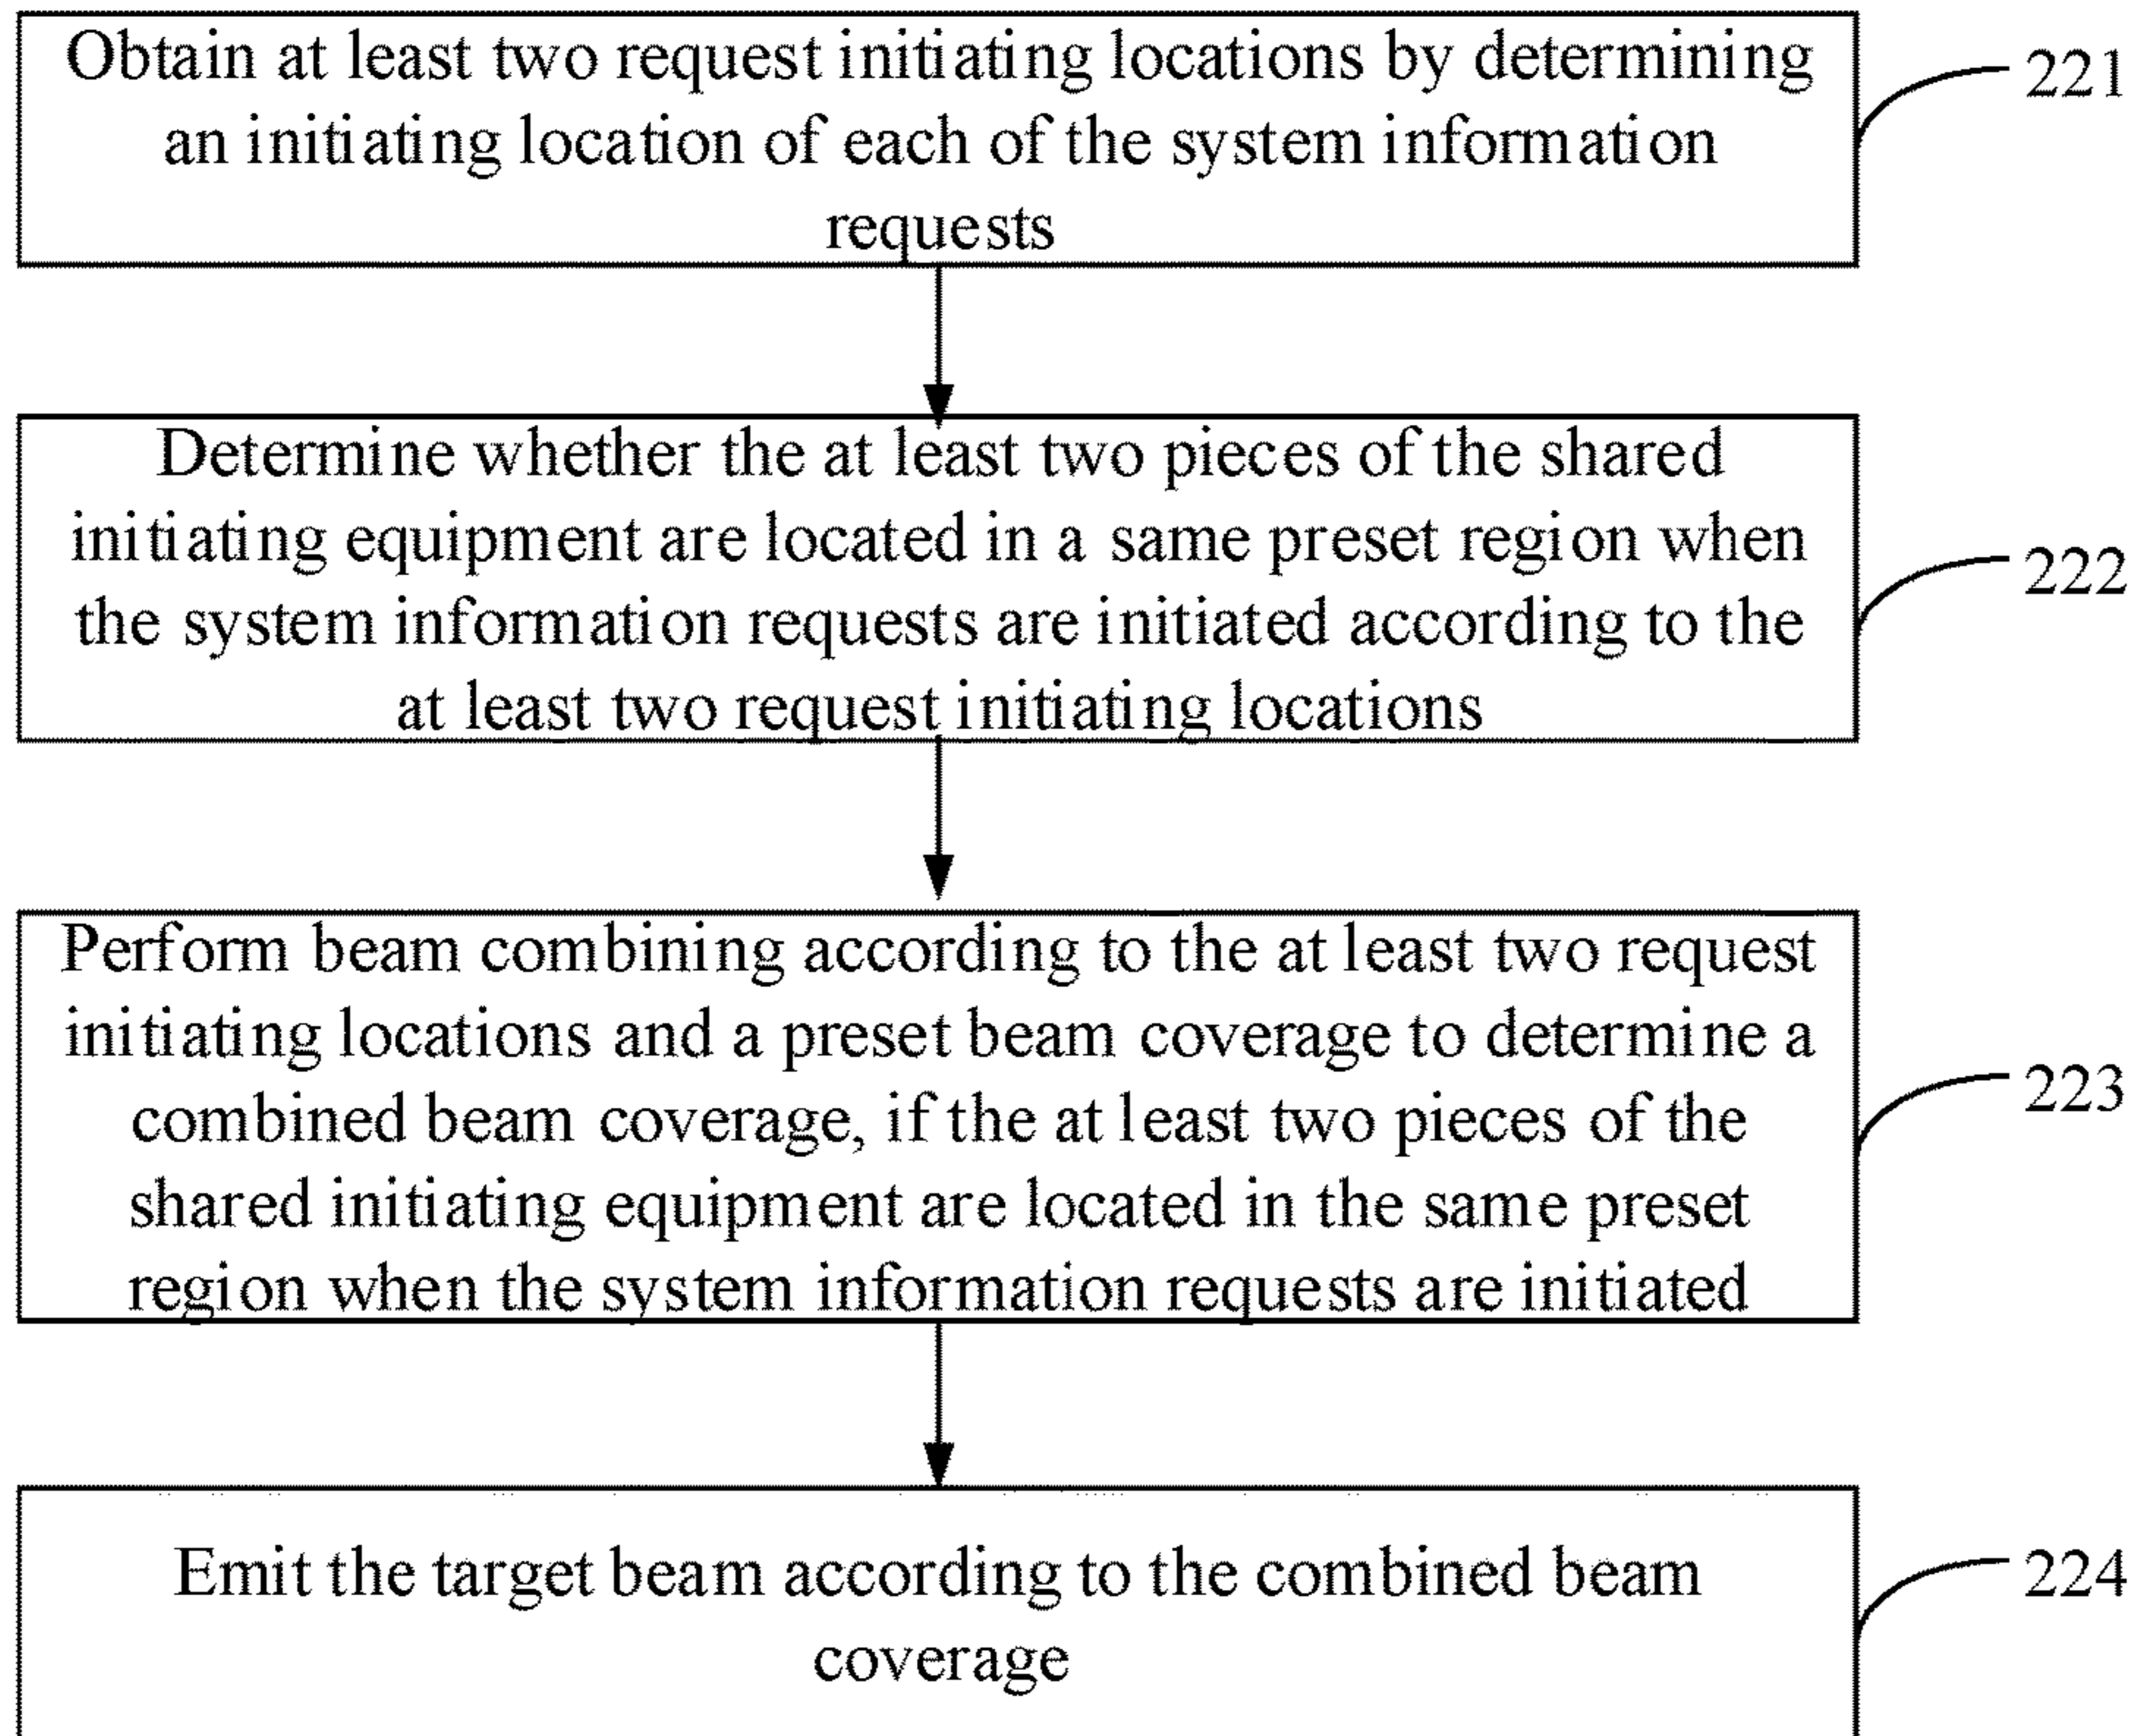 Obtain at least two request initiating locations by determining
an initiating location of each of the system information
requests
221
Determine whether the at least two pieces of the shared
initiating equipment are located in a same preset region when
the system information requests are initiated according to the
at least two request initiating locations
222
Perform beam combining according to the at least two request
initiating locations and a preset beam coverage to determine a
combined beam coverage, if the at least two pieces of the
shared initiating equipment are located in the same preset
region when the system information requests are initiated
223
Emit the target beam according to the combined beam
coverage
224